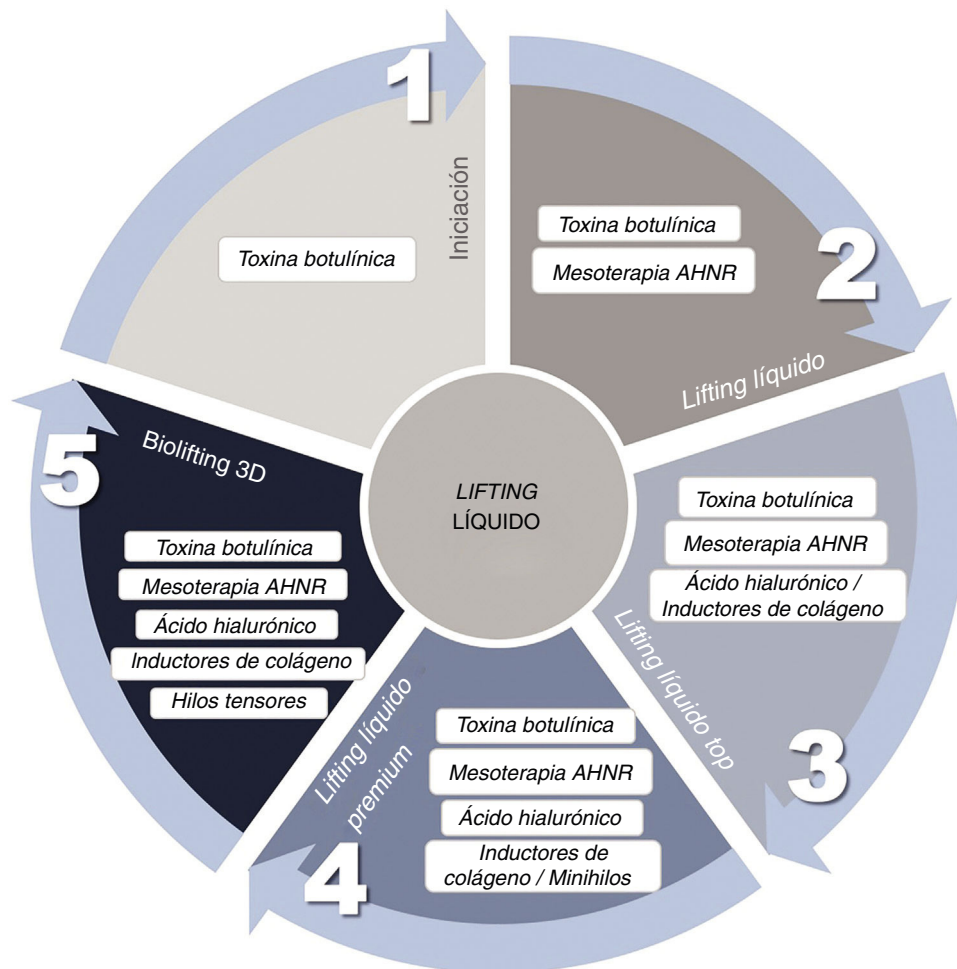 1
Iniciación
Toxina botulínica
2
Toxina botulínica
Mesoterapia AHNR
Lifting líquido
3
Toxina botulínica
Mesoterapia AHNR
Ácido hialurónico /
Inductores de colágeno
Lifting líquido top
4
Lifting líquido
premium
Toxina botulínica
Mesoterapia AHNR
Ácido hialurónico
Inductores de
colágeno / Minihilos
5
Biolifting 3D
Toxina botulínica
Mesoterapia AHNR
Ácido hialurónico
Inductores de colágeno
Hilos tensores
LIFTING
LÍQUIDO